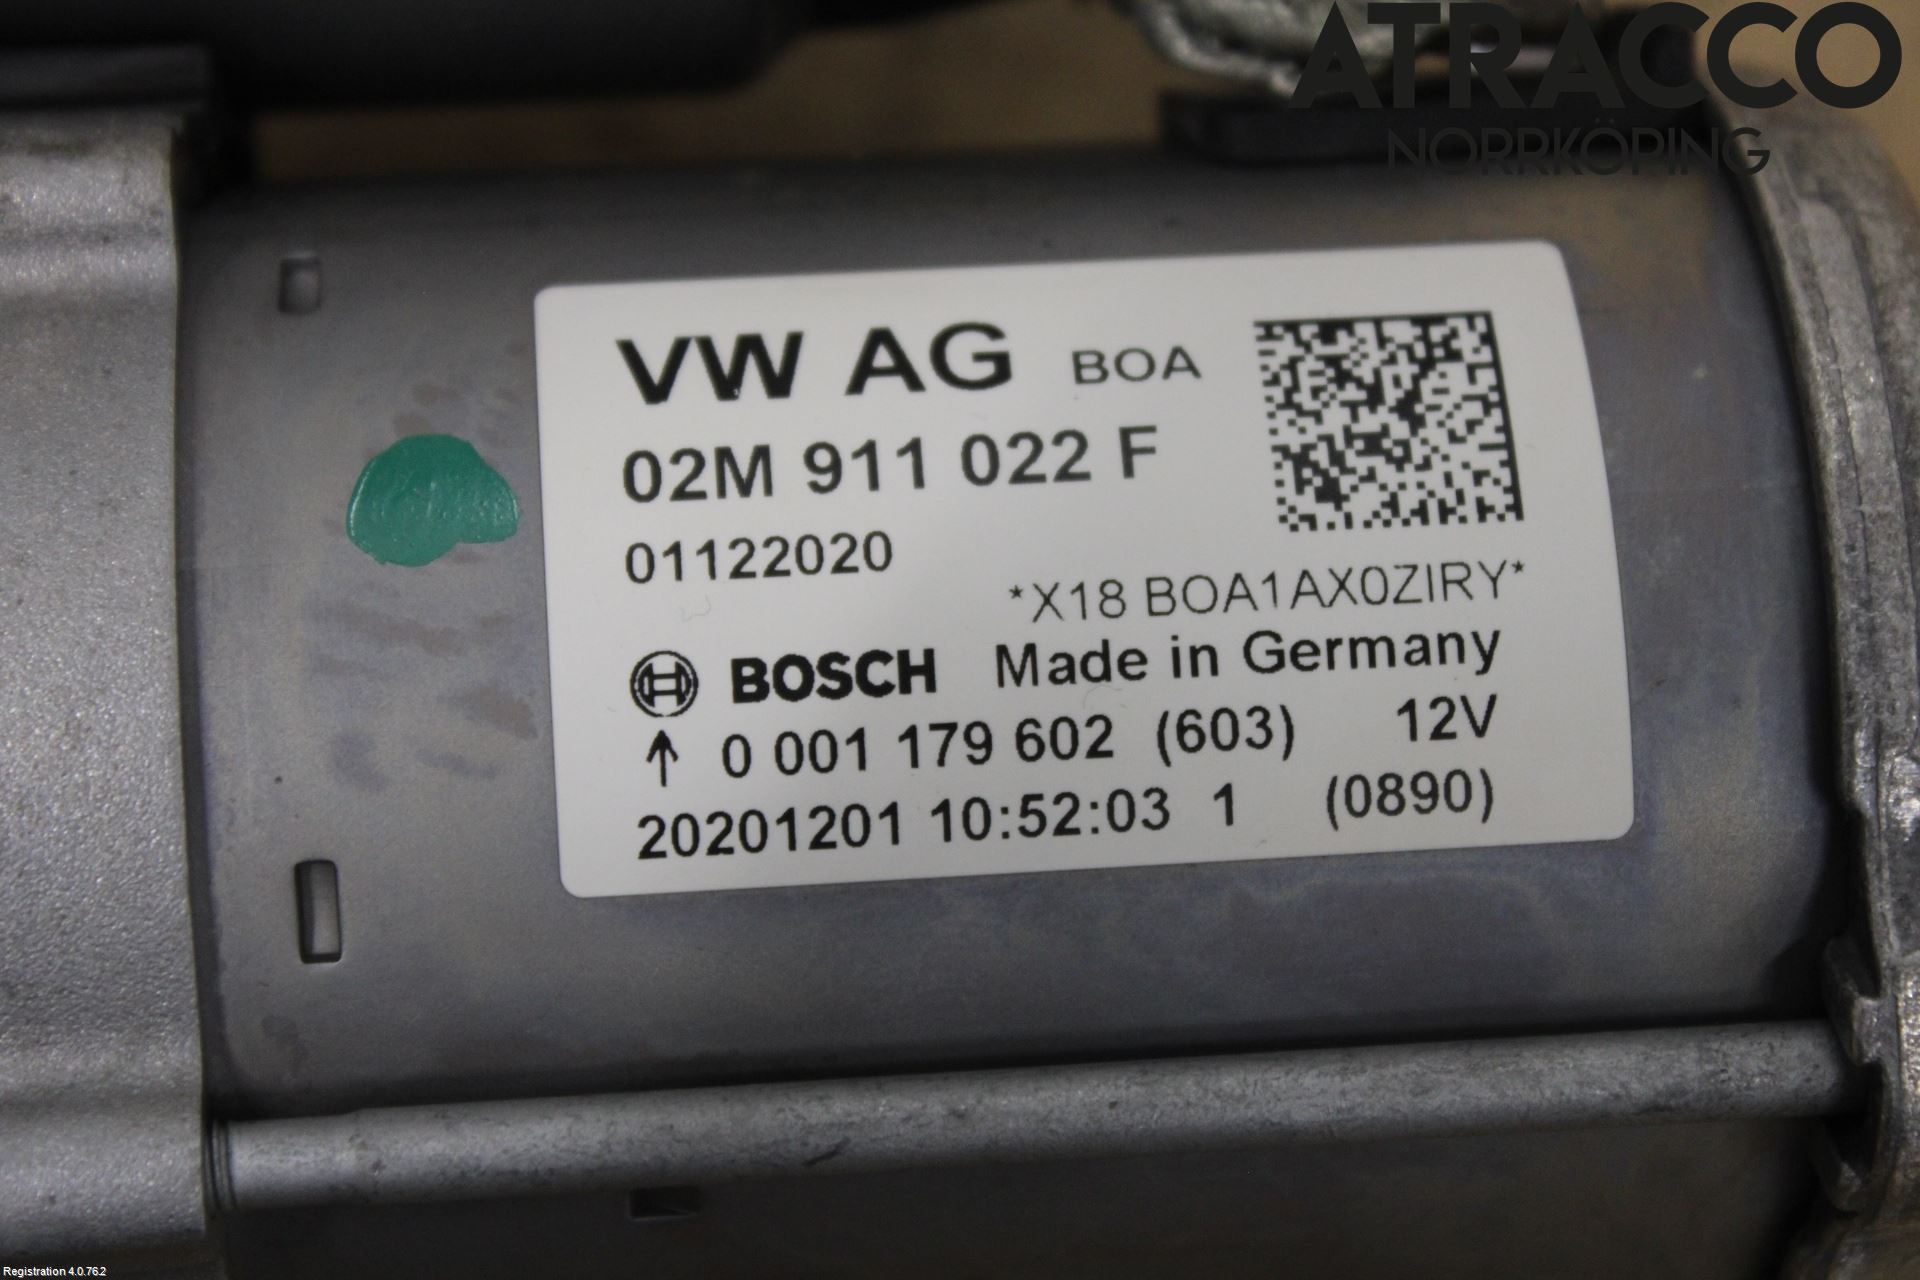 ATRACCO
NORRKÖPING
VW AG BOA
02M 911 022 F
01122020
*X18 BOA1AX0ZIRY*
BOSCH Made in Germany
↑ 0 001 179 602 (603) 12V
20201201 10:52:03 1 (0890)
Registration 4.0.76.2